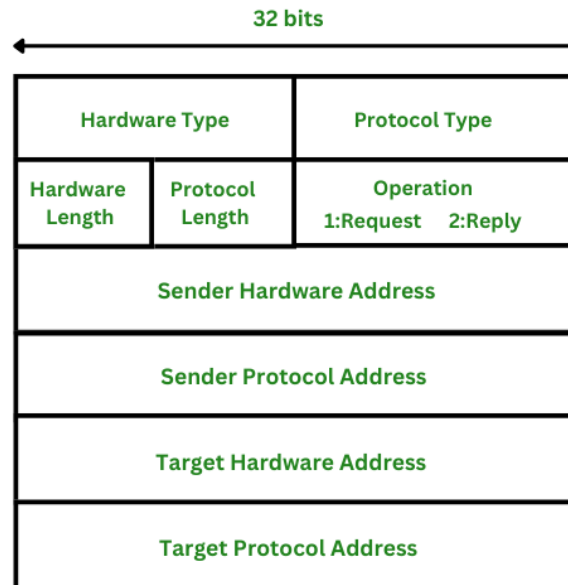 32 bits
Hardware Type
Protocol Type
Hardware
Length
Protocol
Length
Operation
1:Request 2:Reply
Sender Hardware Address
Sender Protocol Address
Target Hardware Address
Target Protocol Address